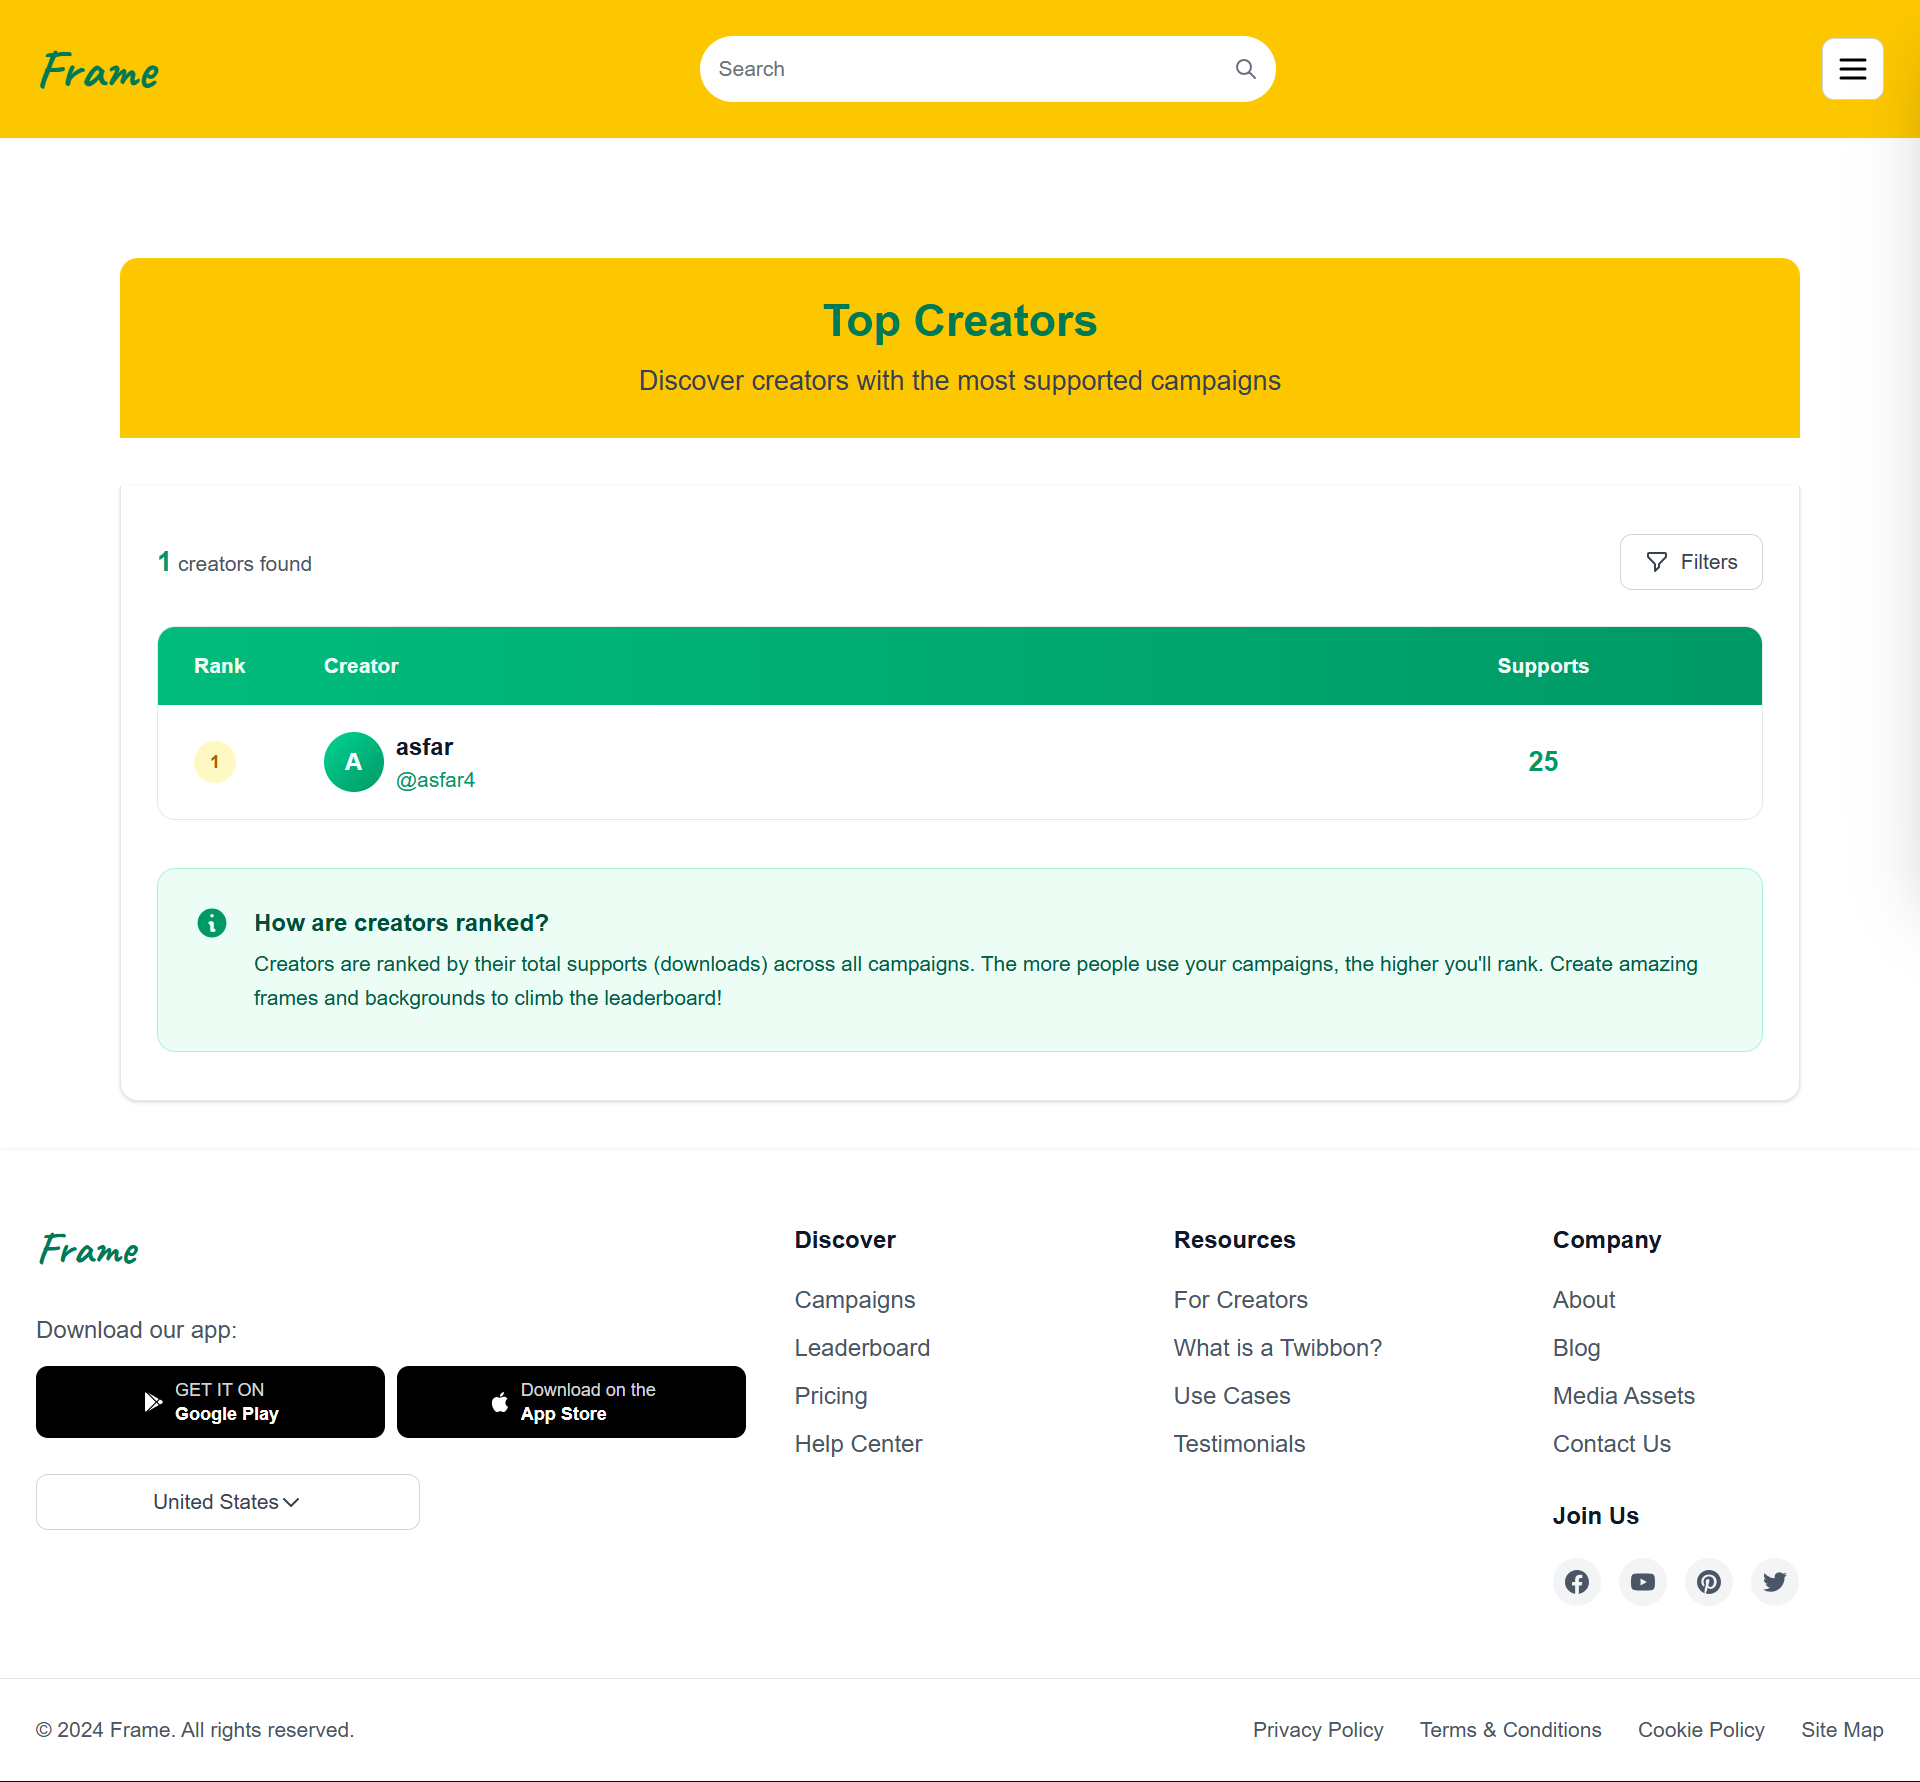 Frame
Search
Top Creators
Discover creators with the most supported campaigns
1 creators found
Filters
Rank Creator Supports
1 A asfar 25
@asfar4
How are creators ranked?
Creators are ranked by their total supports (downloads) across all campaigns. The more people use your campaigns, the higher you'll rank. Create amazing
frames and backgrounds to climb the leaderboard!
Frame
Download our app:
GET IT ON
Google Play
Download on the
App Store
United States
Discover
Campaigns
Leaderboard
Pricing
Help Center
Resources
For Creators
What is a Twibbon?
Use Cases
Testimonials
Company
About
Blog
Media Assets
Contact Us
Join Us
© 2024 Frame. All rights reserved.
Privacy Policy Terms & Conditions Cookie Policy Site Map